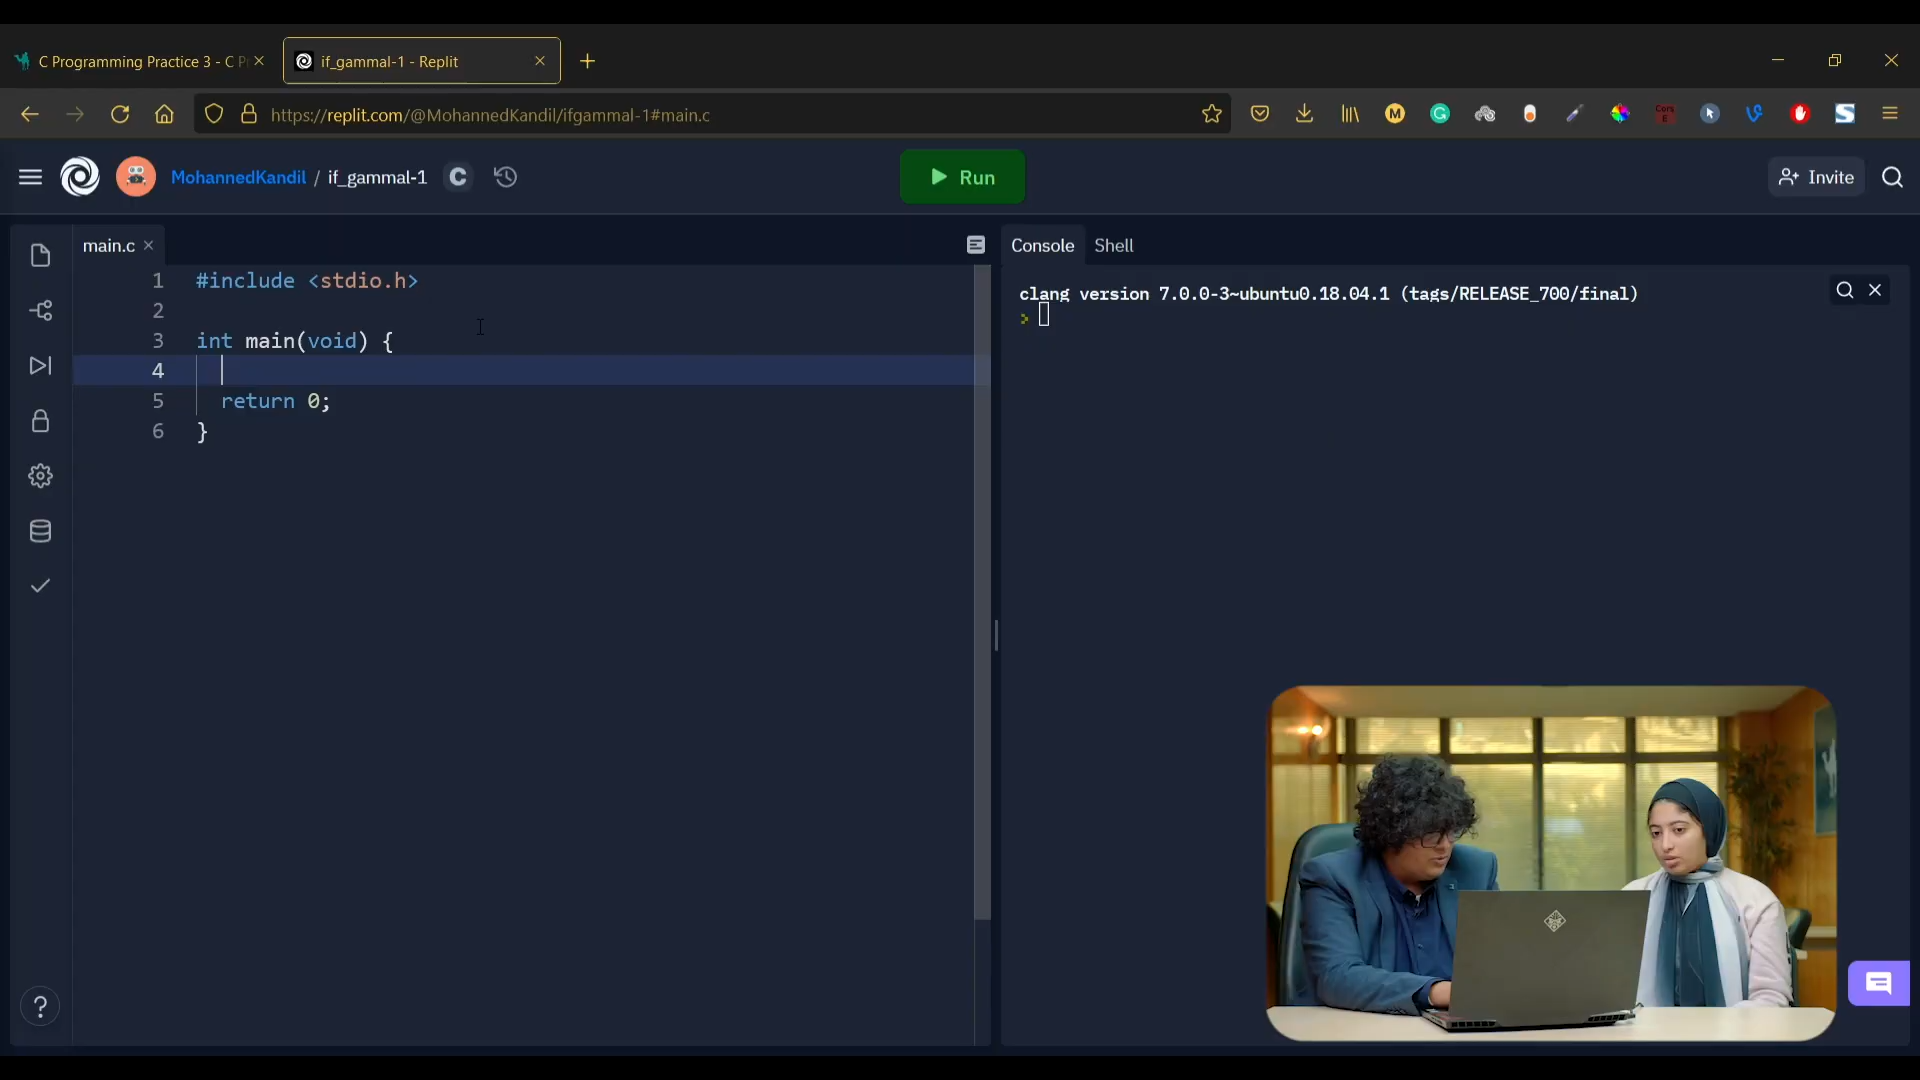 C Programming Practice 3 - C P
if_gammal-1 - Replit
https://replit.com/@MohannedKandil/ifgammal-1#main.c
MohannedKandil / if_gammal-1
C
Run
Invite
main.c
Console
Shell
1 #include <stdio.h>
2
3 int main(void) {
4
5 return 0;
6 }
clang version 7.0.0-3~ubuntu0.18.04.1 (tags/RELEASE_700/final)
>
?